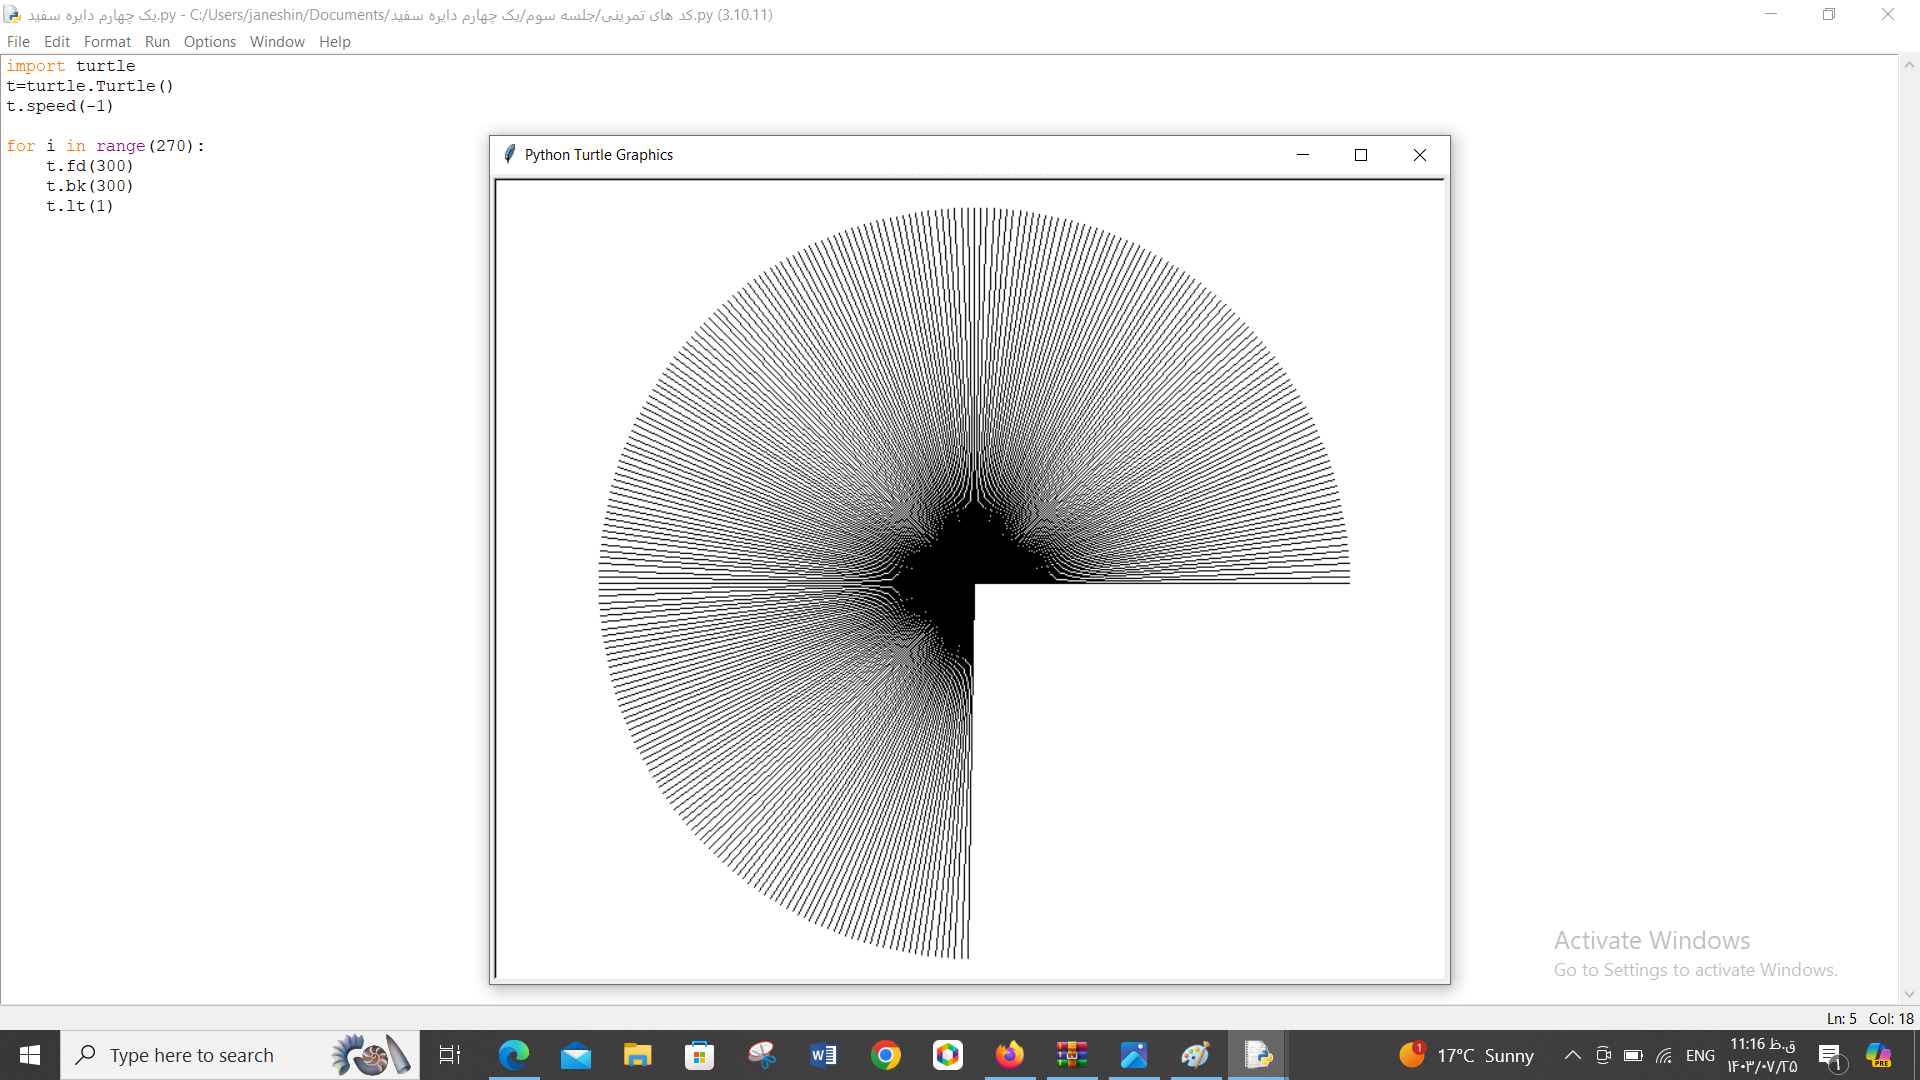 یک چهارم دایره سفید.py - C:/Users/janeshin/Documents/کد های تمرینی/جلسه سوم/یک چهارم دایره سفید.py (3.10.11)
File Edit Format Run Options Window Help
import turtle
t=turtle.Turtle()
t.speed(-1)
for i in range(270):
    t.fd(300)
    t.bk(300)
    t.lt(1)
Python Turtle Graphics
Activate Windows
Go to Settings to activate Windows.
Ln: 5 Col: 18
Type here to search
W
1
17°C Sunny
ENG
11:16 ق.ظ
۱۴۰۳/۰۷/۲۵
۱
PRE